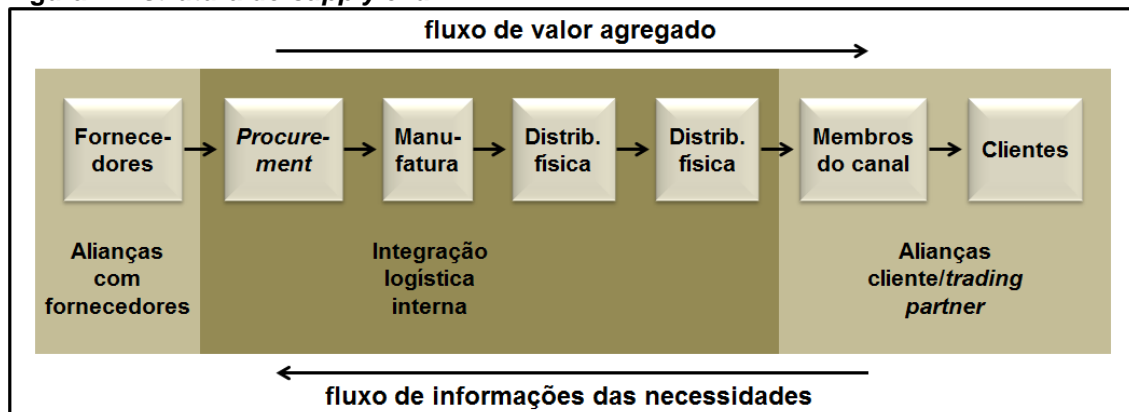 fluxo de valor agregado
Fornece-
dores
Procure-
ment
Manu-
fatura
Distrib.
física
Distrib.
física
Membros
do canal
Clientes
Alianças
com
fornecedores
Integração
logística
interna
Alianças
cliente/trading
partner
fluxo de informações das necessidades